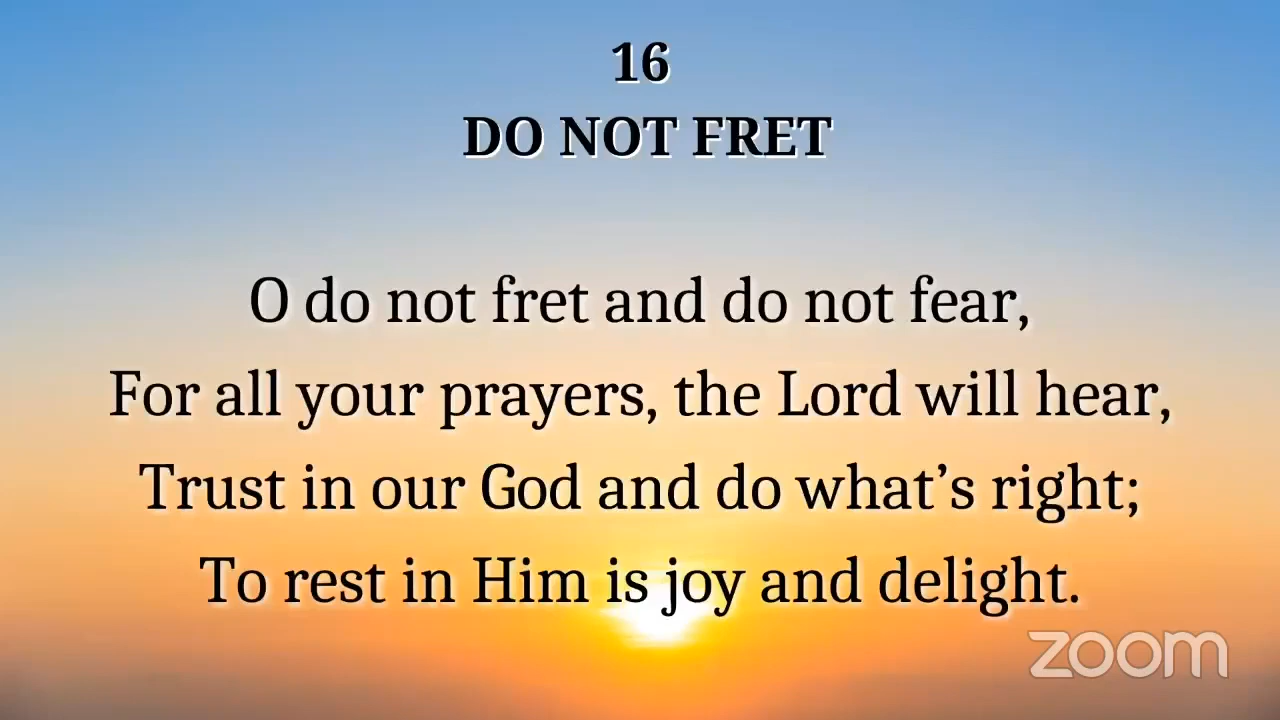 16
DO NOT FRET
O do not fret and do not fear,
For all your prayers, the Lord will hear,
Trust in our God and do what’s right;
To rest in Him is joy and delight.
zoom